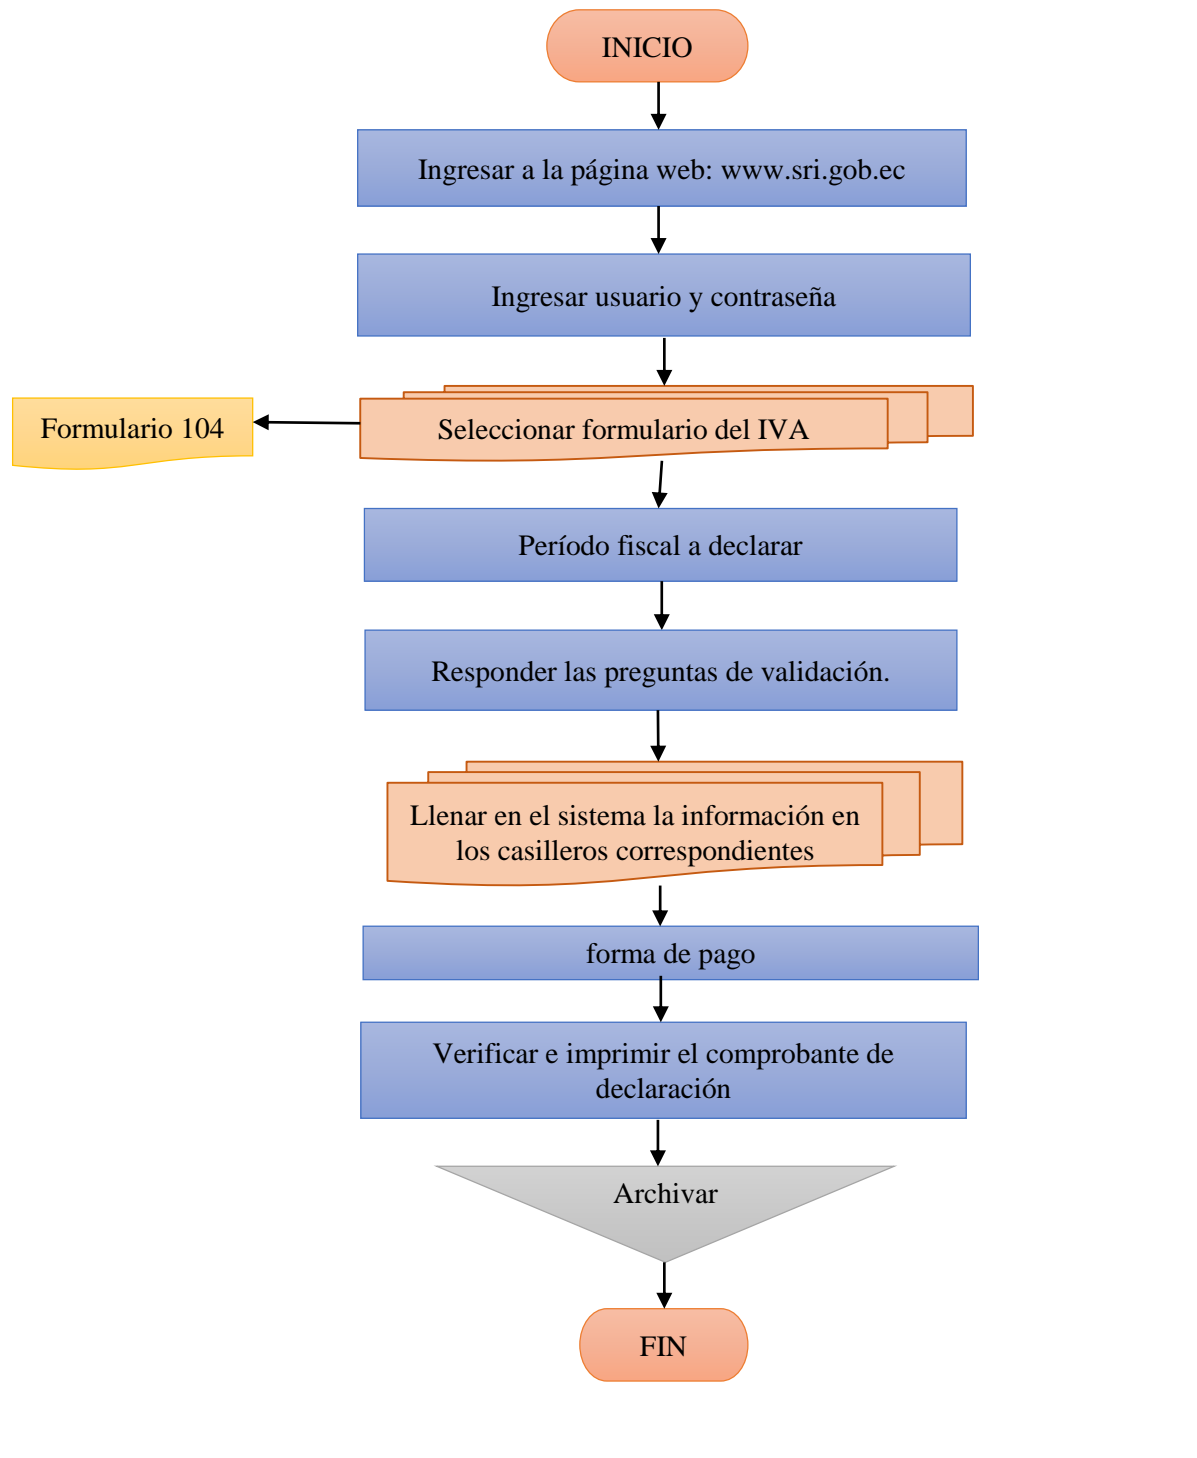 INICIO
Ingresar a la página web: www.sri.gob.ec
Ingresar usuario y contraseña
Formulario 104
Seleccionar formulario del IVA
Período fiscal a declarar
Responder las preguntas de validación.
Llenar en el sistema la información en
los casilleros correspondientes
forma de pago
Verificar e imprimir el comprobante de
declaración
Archivar
FIN